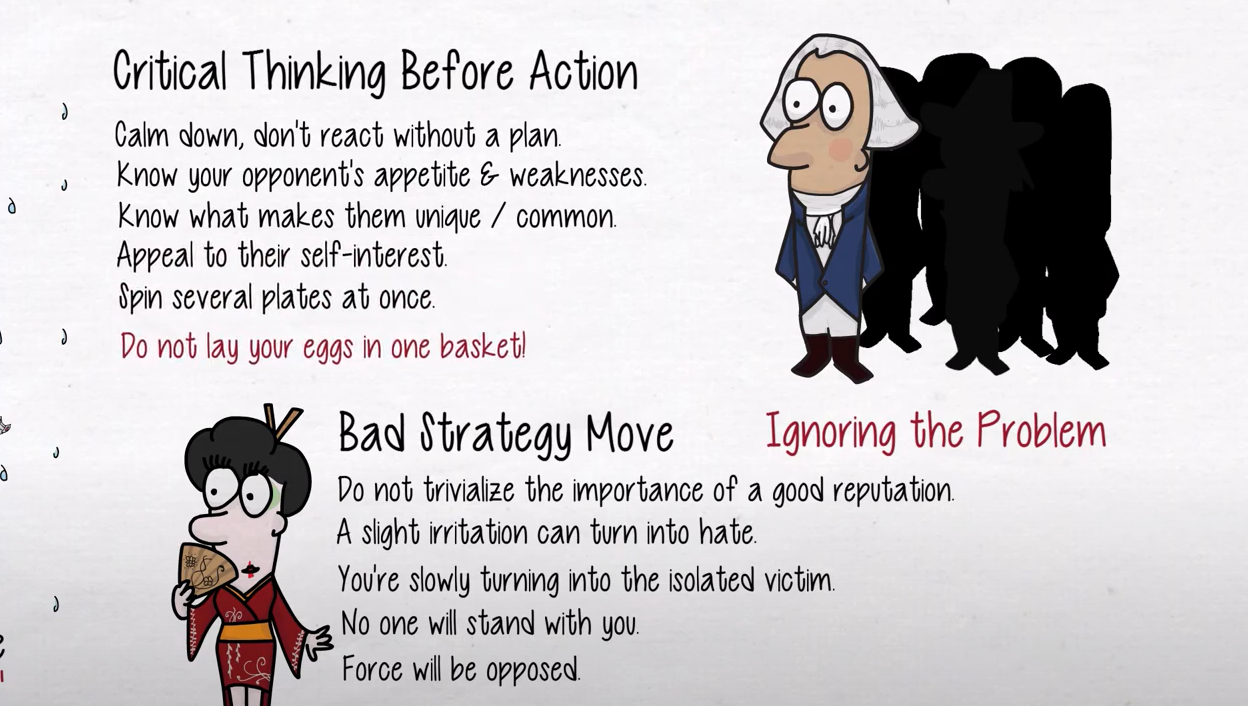 Critical Thinking Before Action
Calm down, don't react without a plan.
Know your opponent's appetite & weaknesses.
Know what makes them unique / common.
Appeal to their self-interest.
Spin several plates at once.
Do not lay your eggs in one basket!
Bad Strategy Move
Ignoring the Problem
Do not trivialize the importance of a good reputation.
A slight irritation can turn into hate.
You're slowly turning into the isolated victim.
No one will stand with you.
Force will be opposed.